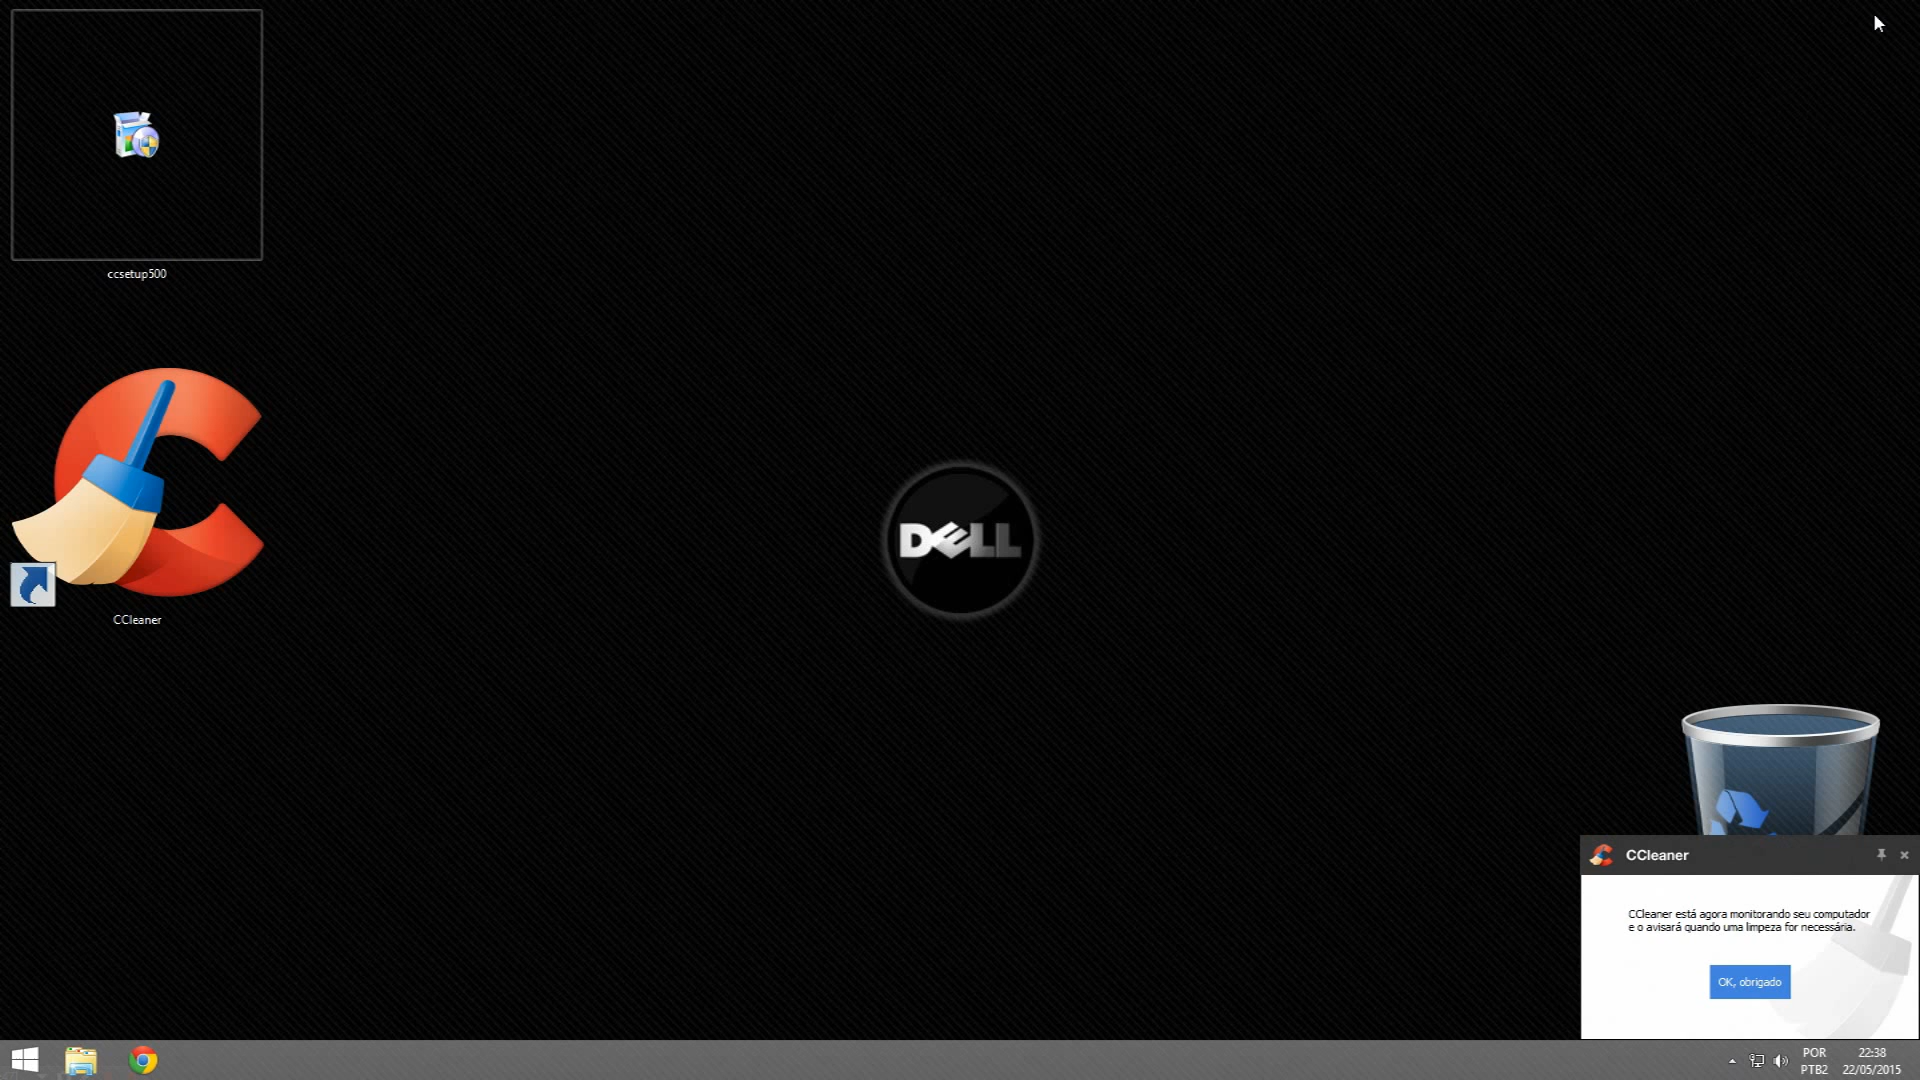 ccsetup500
CCleaner
DELL
CCleaner
CCleaner está agora monitorando seu computador
e o avisará quando uma limpeza for necessária.
OK, obrigado
POR
PTB2
22:38
22/05/2015